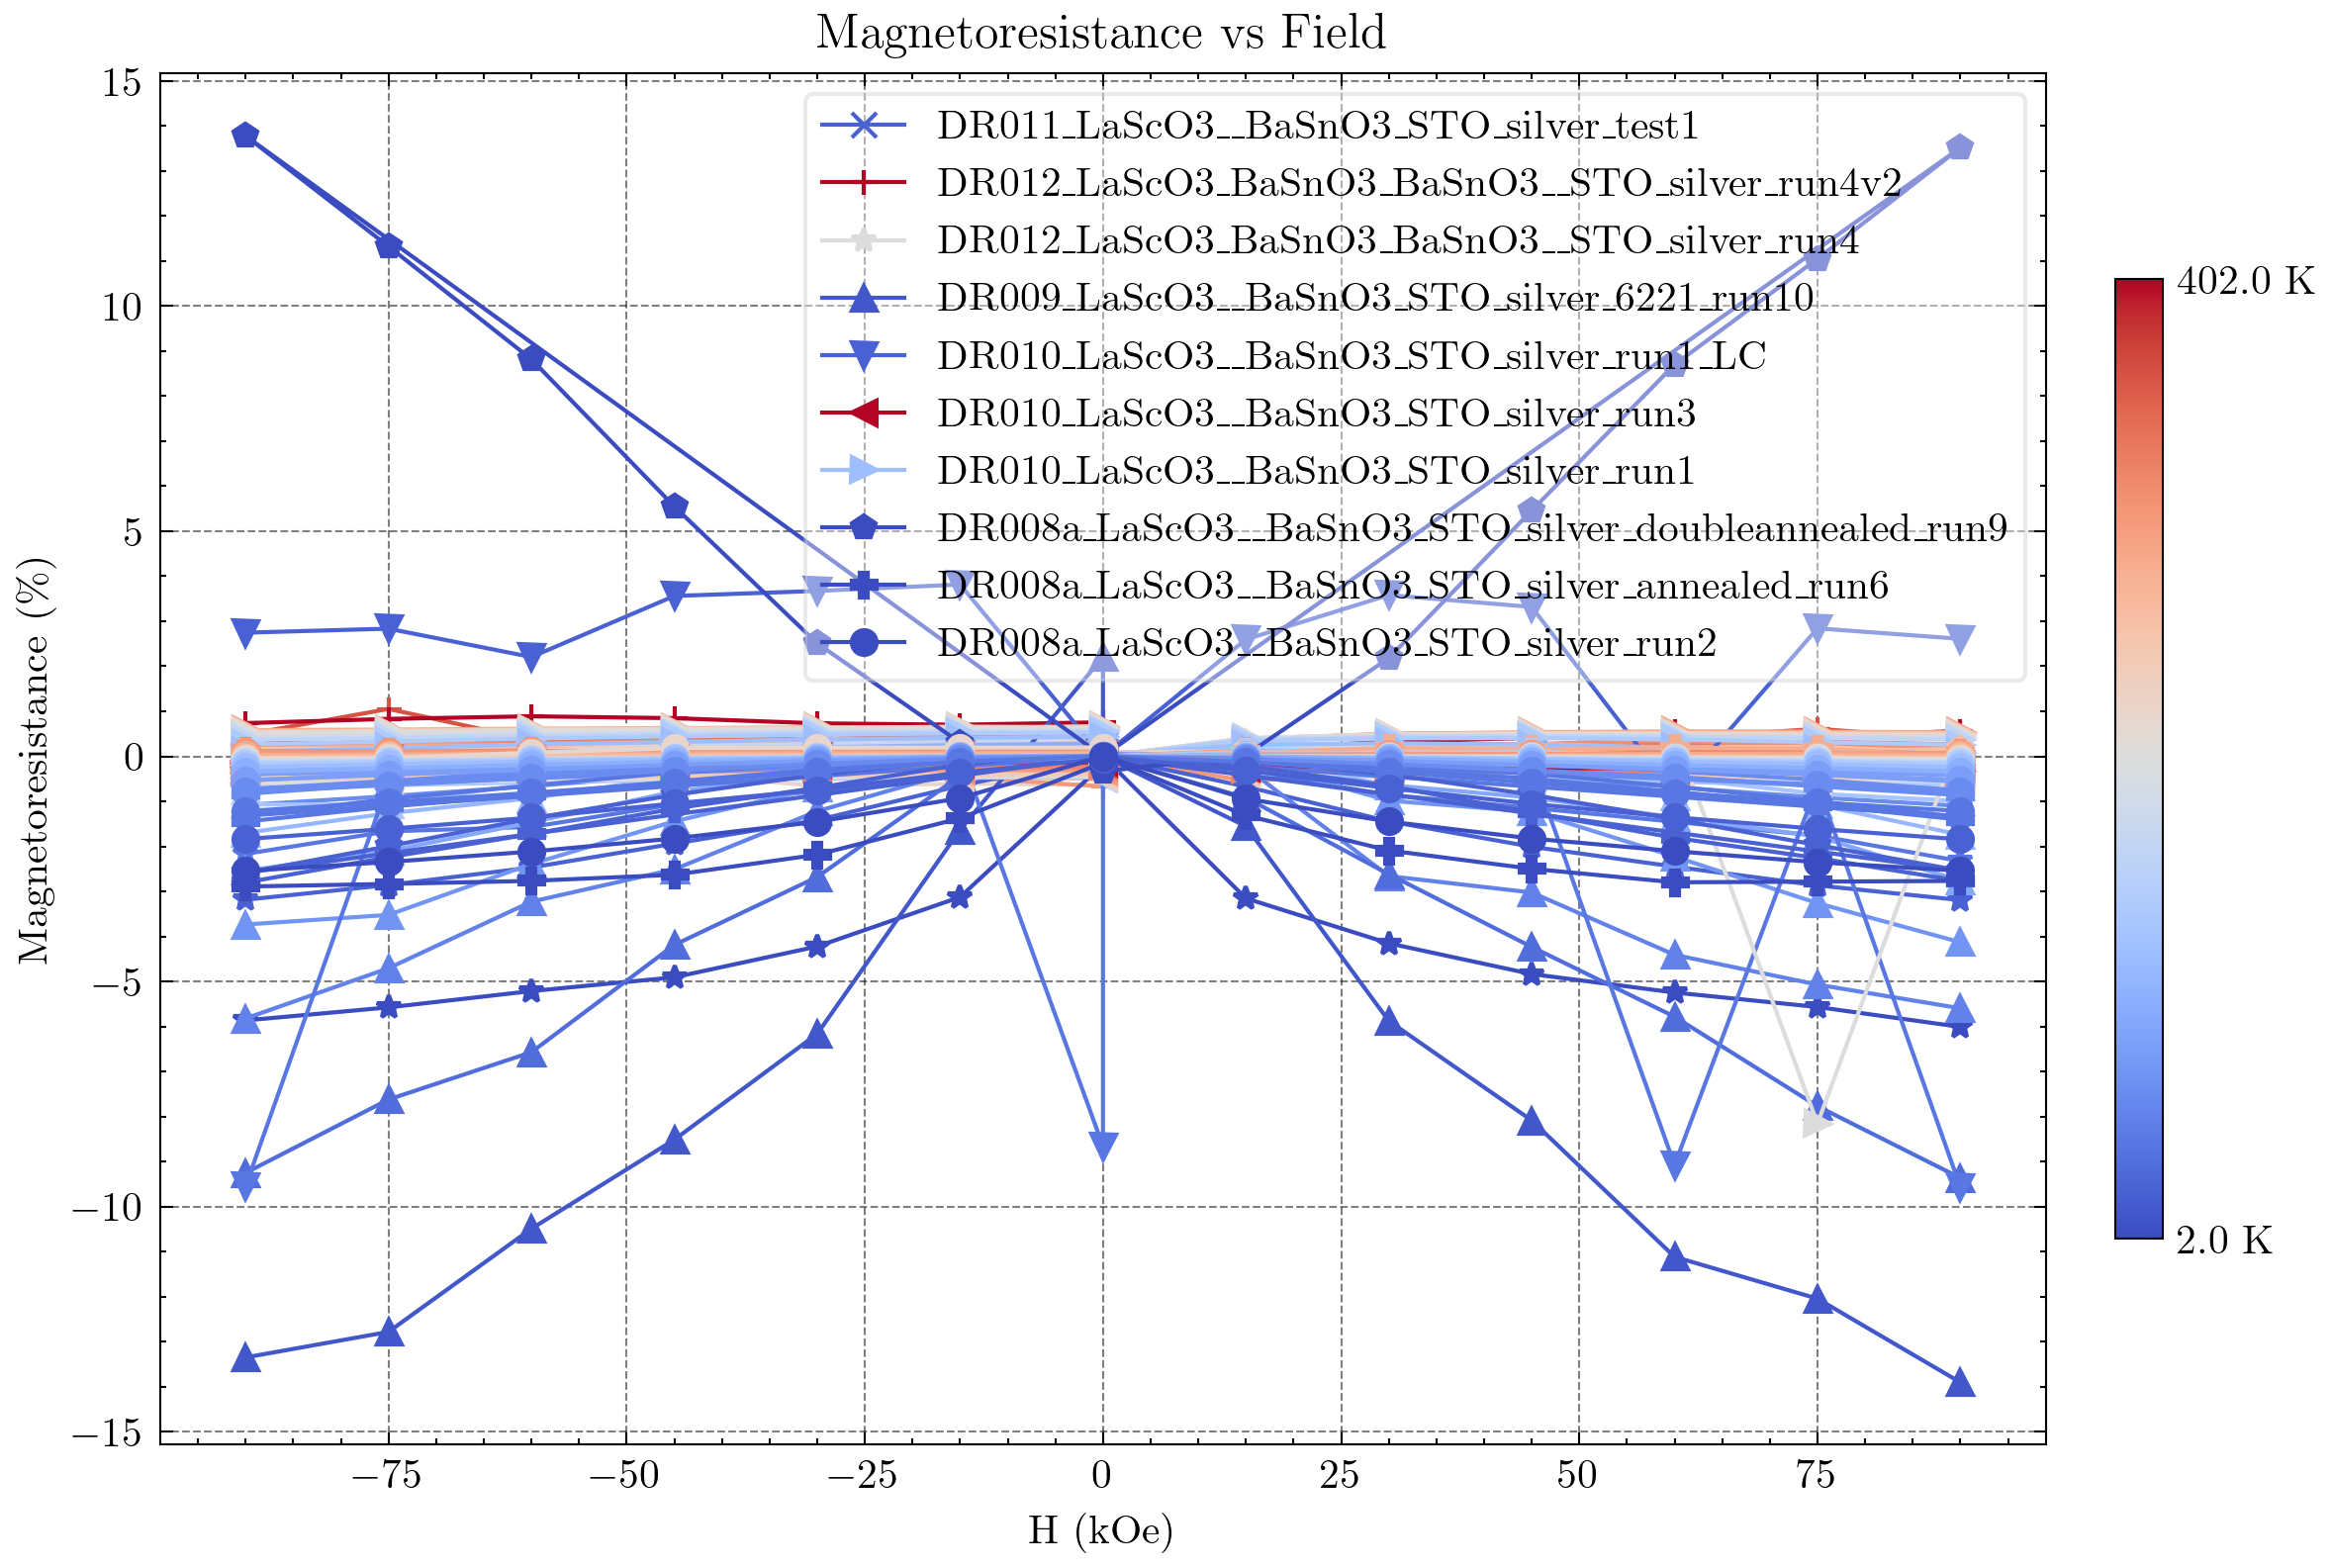 Magnetoresistance vs Field
15
10
5
0
−5
−10
−15
Magnetoresistance (%)
DR011_LaScO3__BaSnO3_STO_silver_test1
DR012_LaScO3_BaSnO3_BaSnO3__STO_silver_run4v2
DR012_LaScO3_BaSnO3_BaSnO3__STO_silver_run4
DR009_LaScO3__BaSnO3_STO_silver_6221_run10
DR010_LaScO3__BaSnO3_STO_silver_run1_LC
DR010_LaScO3__BaSnO3_STO_silver_run3
DR010_LaScO3__BaSnO3_STO_silver_run1
DR008a_LaScO3__BaSnO3_STO_silver_doubleannealed_run9
DR008a_LaScO3__BaSnO3_STO_silver_annealed_run6
DR008a_LaScO3__BaSnO3_STO_silver_run2
−75 −50 −25 0 25 50 75
H (kOe)
402.0 K
2.0 K